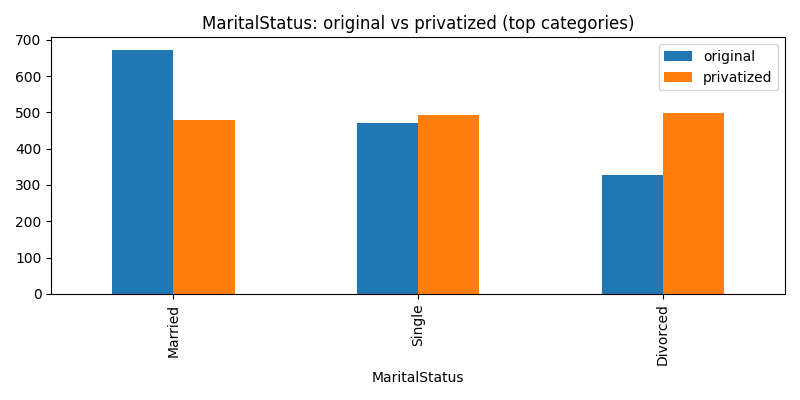 MaritalStatus: original vs privatized (top categories)
700
600
500
400
300
200
100
0
original
privatized
Married
Single
Divorced
MaritalStatus